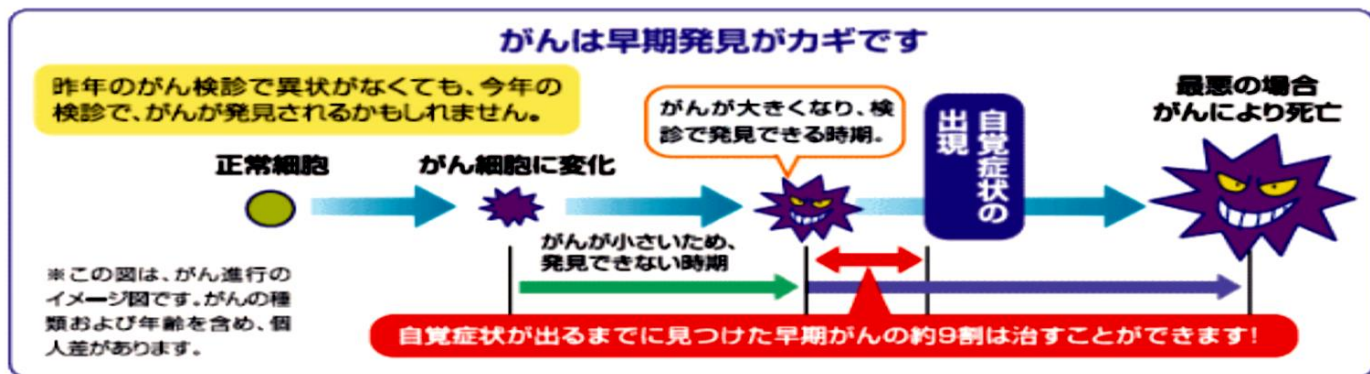 がんは早期発見がカギです
昨年のがん検診で異状がなくても、今年の
検診で、がんが発見されるかもしれません。
正常細胞
がん細胞に変化
がんが大きくなり、検
診で発見できる時期。
自覚症状の
出現
最悪の場合
がんにより死亡
がんが小さいため、
発見できない時期
※この図は、がん進行の
イメージ図です。がんの種
類および年齢を含め、個
人差があります。
自覚症状が出るまでに見つけた早期がんの約9割は治すことができます!